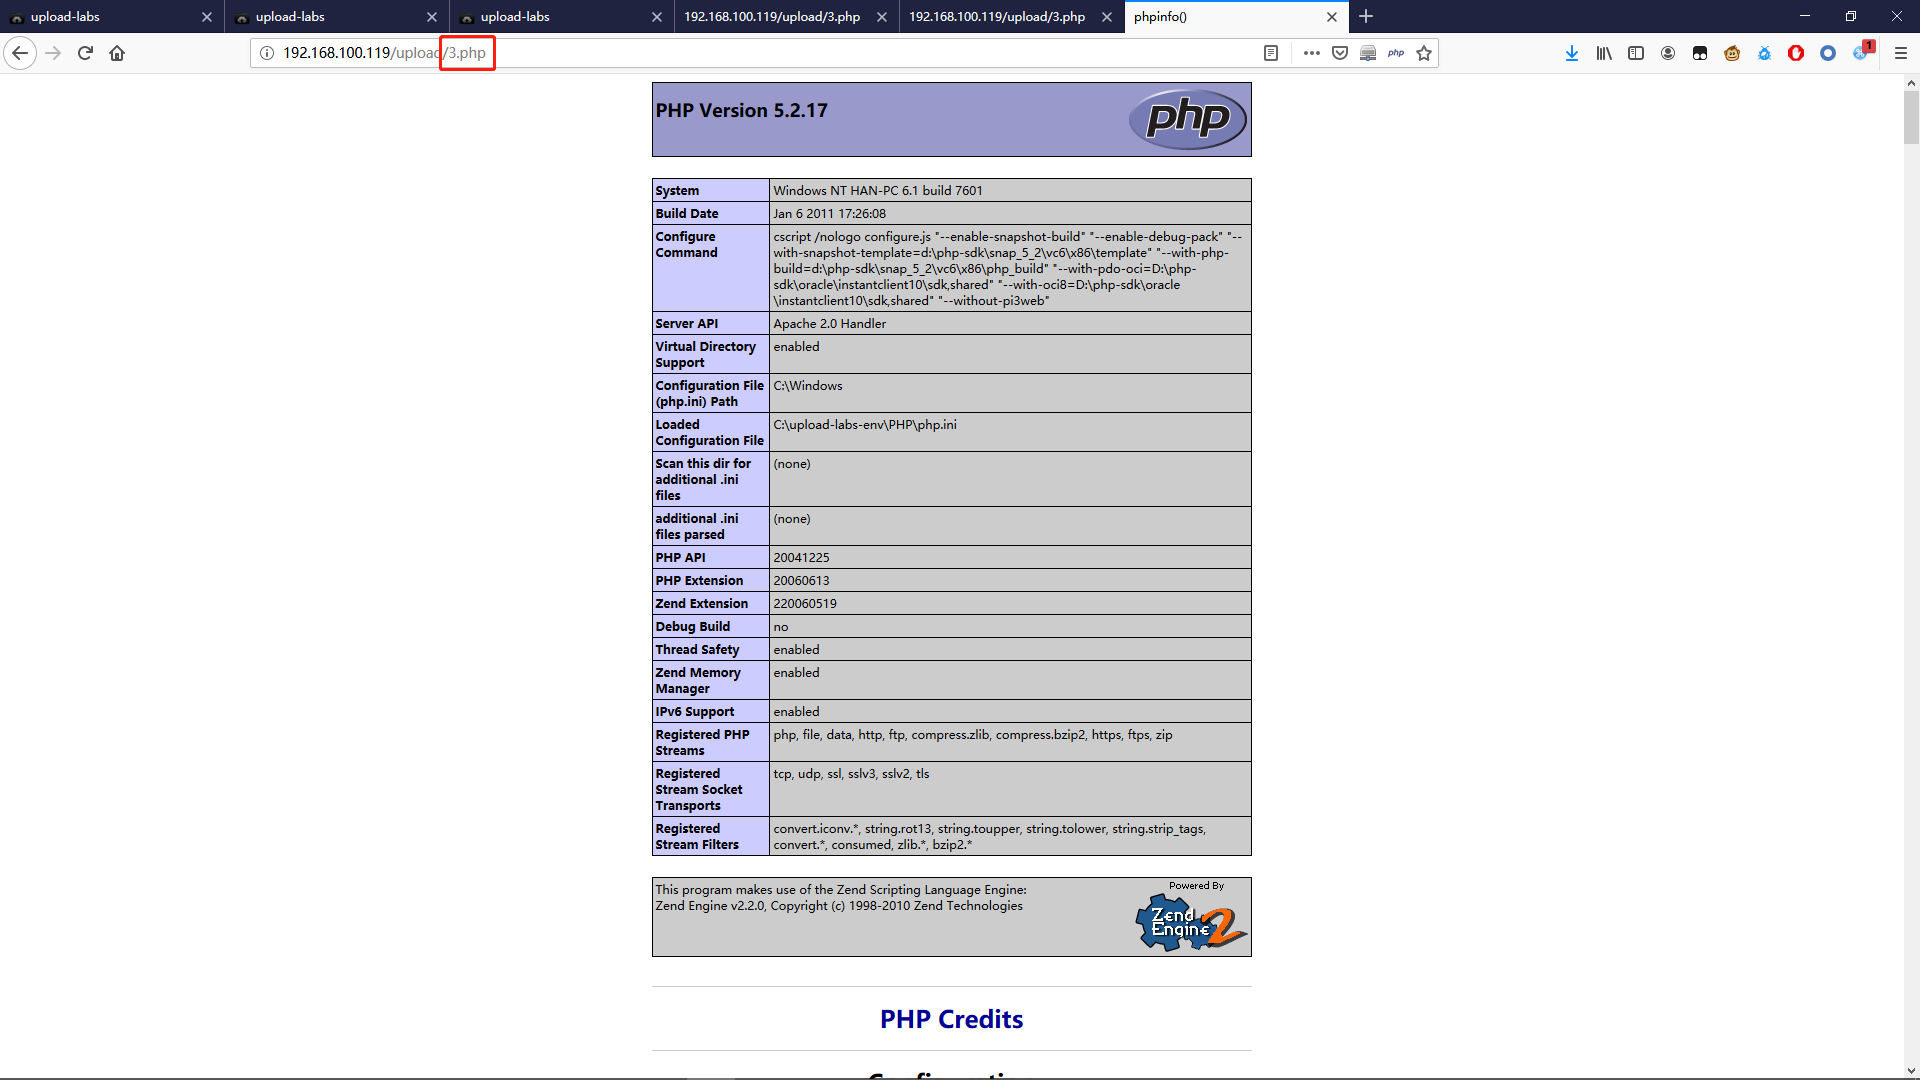 upload-labs
upload-labs
upload-labs
192.168.100.119/upload/3.php
192.168.100.119/upload/3.php
phpinfo()
192.168.100.119/upload/3.php
php
1
PHP Version 5.2.17
php
System
Windows NT HAN-PC 6.1 build 7601
Build Date
Jan 6 2011 17:26:08
Configure
Command
cscript /nologo configure.js "--enable-snapshot-build" "--enable-debug-pack" "--
with-snapshot-template=d:\php-sdk\snap_5_2\vc6\x86\template" "--with-php-
build=d:\php-sdk\snap_5_2\vc6\x86\php_build" "--with-pdo-oci=D:\php-
sdk\oracle\instantclient10\sdk,shared" "--with-oci8=D:\php-sdk\oracle
\instantclient10\sdk,shared" "--without-pi3web"
Server API
Apache 2.0 Handler
Virtual Directory
Support
enabled
Configuration File
(php.ini) Path
C:\Windows
Loaded
Configuration File
C:\upload-labs-env\PHP\php.ini
Scan this dir for
additional .ini
files
(none)
additional .ini
files parsed
(none)
PHP API
20041225
PHP Extension
20060613
Zend Extension
220060519
Debug Build
no
Thread Safety
enabled
Zend Memory
Manager
enabled
IPv6 Support
enabled
Registered PHP
Streams
php, file, data, http, ftp, compress.zlib, compress.bzip2, https, ftps, zip
Registered
Stream Socket
Transports
tcp, udp, ssl, sslv3, sslv2, tls
Registered
Stream Filters
convert.iconv.*, string.rot13, string.toupper, string.tolower, string.strip_tags,
convert.*, consumed, zlib.*, bzip2.*
This program makes use of the Zend Scripting Language Engine:
Zend Engine v2.2.0, Copyright (c) 1998-2010 Zend Technologies
Powered By
Zend
Engine 2
PHP Credits